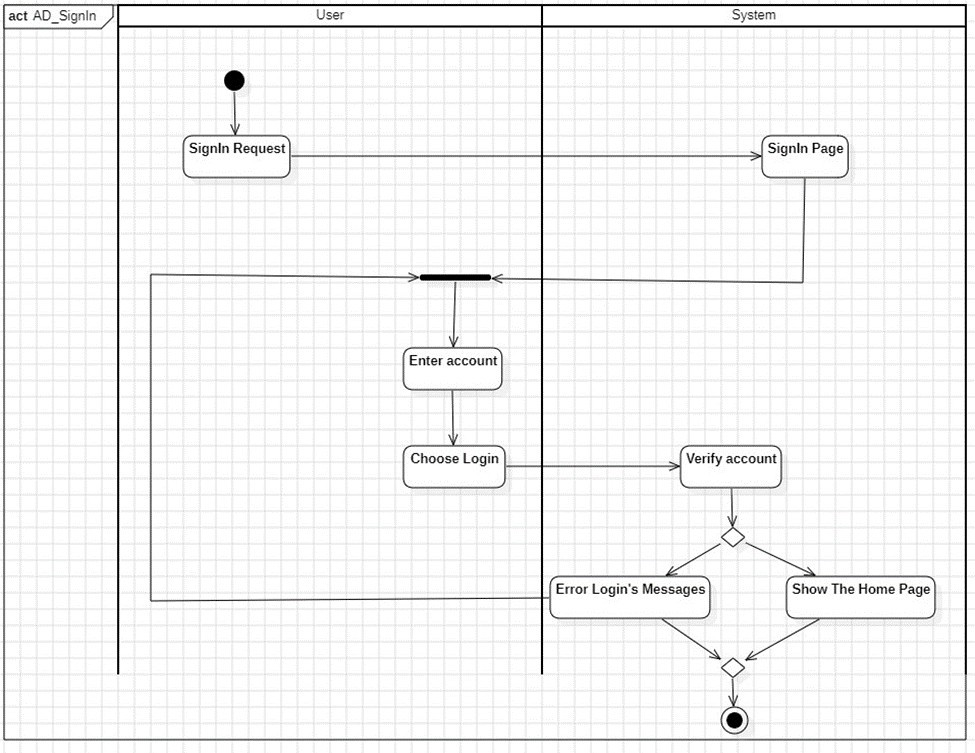 act AD_SignIn
User
System
SignIn Request
SignIn Page
Enter account
Choose Login
Verify account
Error Login's Messages
Show The Home Page